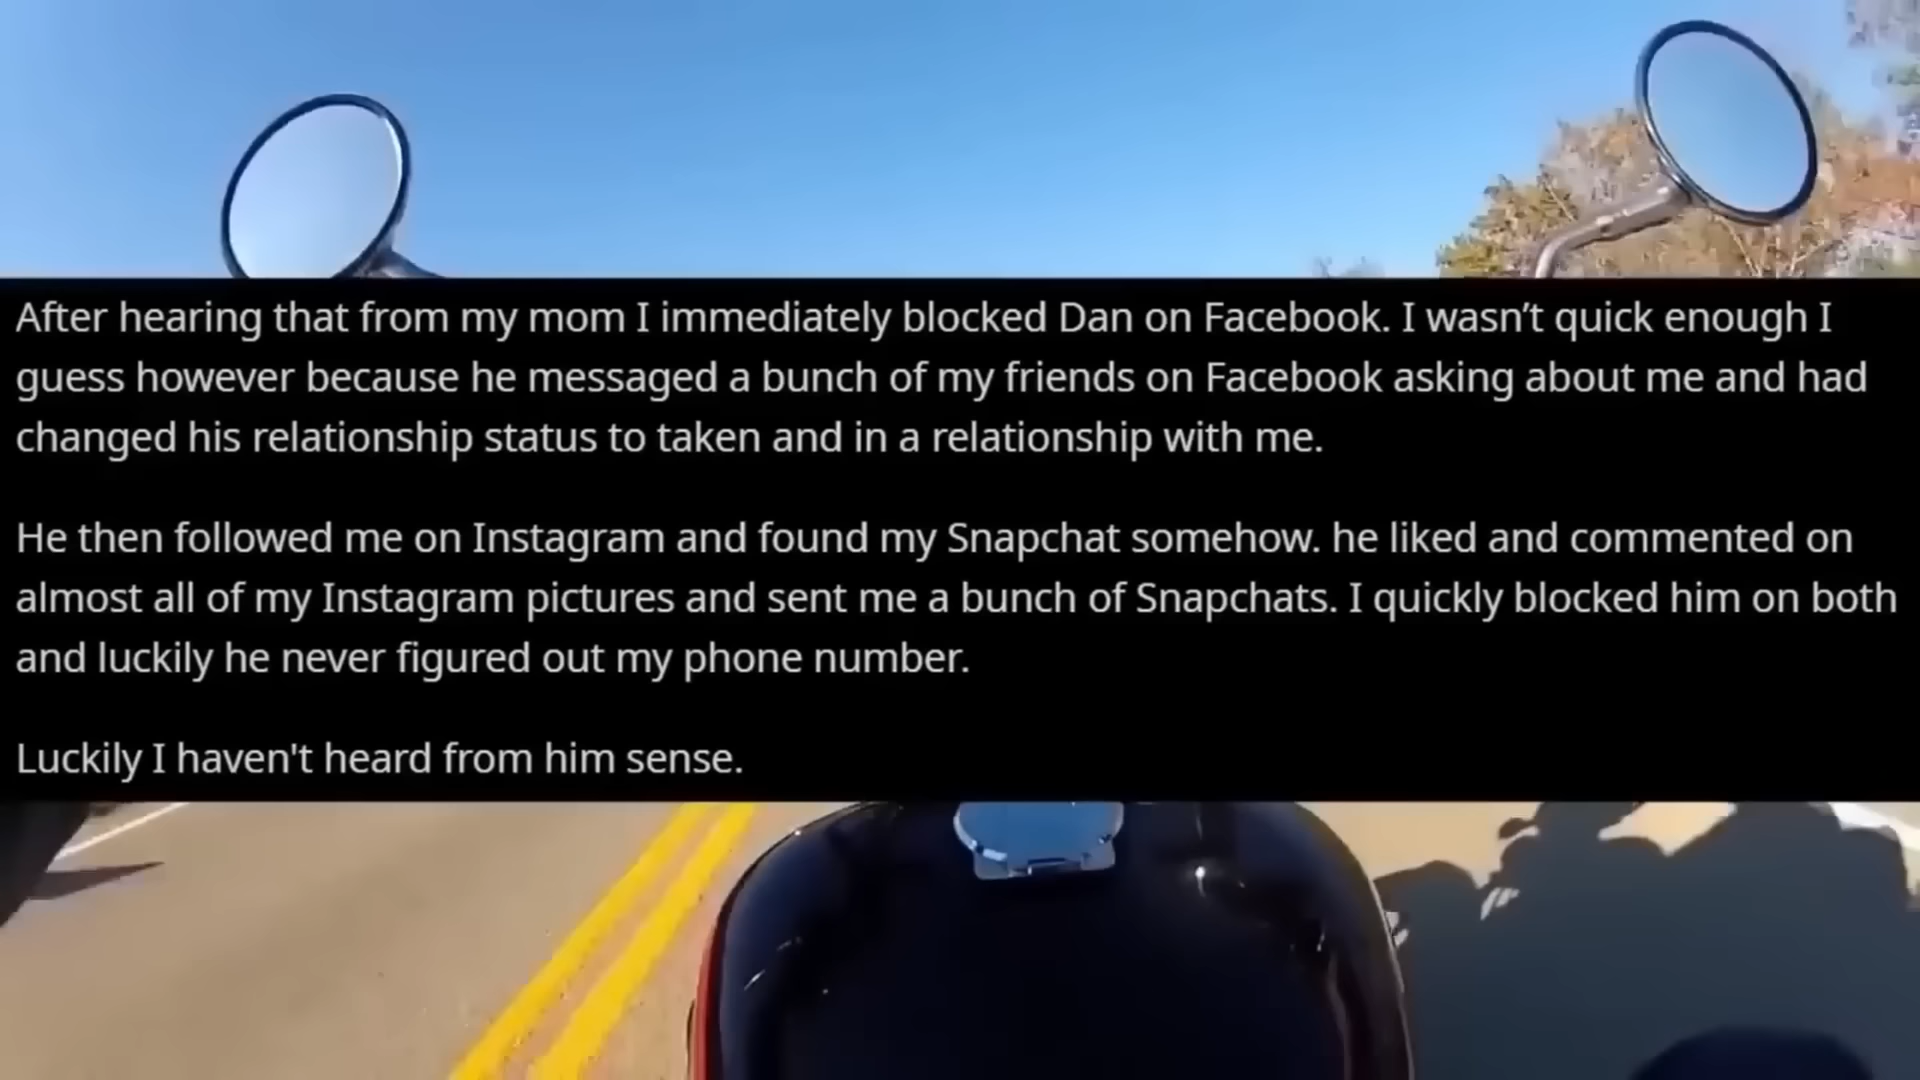 After hearing that from my mom I immediately blocked Dan on Facebook. I wasn’t quick enough I
guess however because he messaged a bunch of my friends on Facebook asking about me and had
changed his relationship status to taken and in a relationship with me.
He then followed me on Instagram and found my Snapchat somehow. he liked and commented on
almost all of my Instagram pictures and sent me a bunch of Snapchats. I quickly blocked him on both
and luckily he never figured out my phone number.
Luckily I haven't heard from him sense.